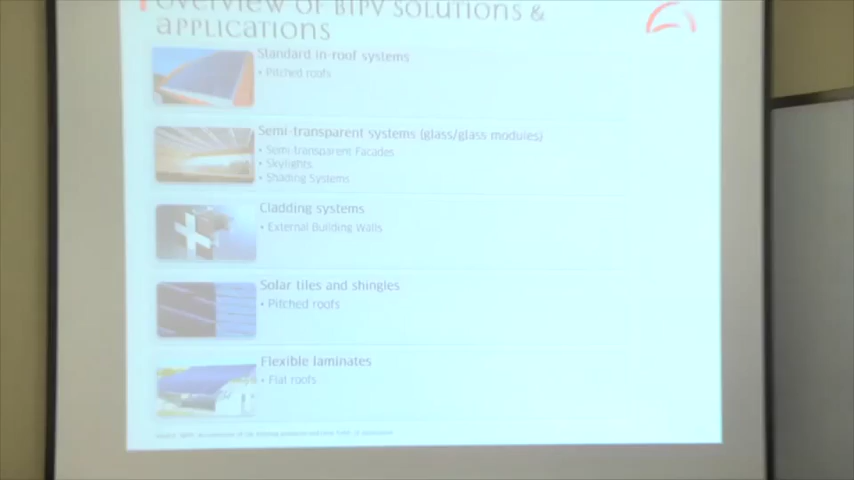 Overview of BIPV solutions &
applications
Standard in-roof systems
• Pitched roofs
Semi-transparent systems (glass/glass modules)
• Semi-transparent Facades
• Skylights
• Shading Systems
Cladding systems
• External Building Walls
Solar tiles and shingles
• Pitched roofs
Flexible laminates
• Flat roofs